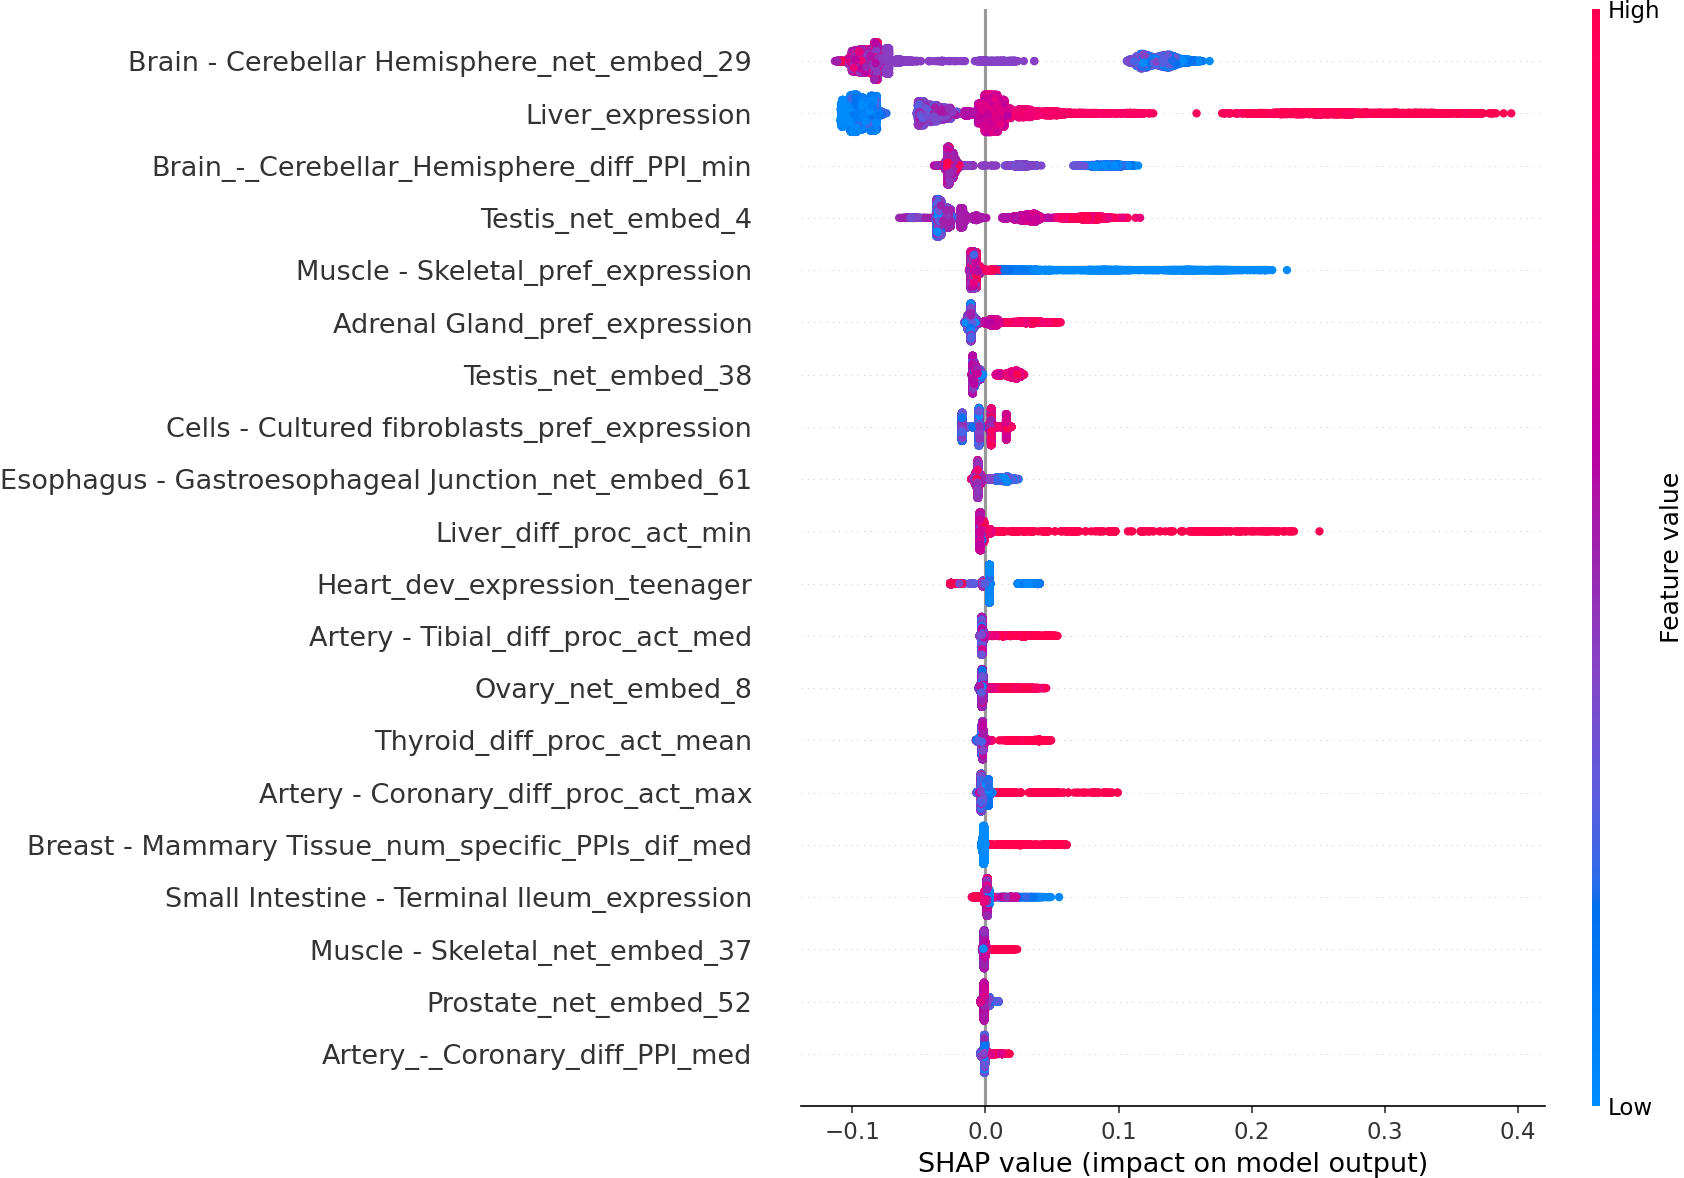 High
Brain - Cerebellar Hemisphere_net_embed_29
Liver_expression
Brain_-_Cerebellar_Hemisphere_diff_PPI_min
Testis_net_embed_4
Muscle - Skeletal_pref_expression
Adrenal Gland_pref_expression
Testis_net_embed_38
Cells - Cultured fibroblasts_pref_expression
Esophagus - Gastroesophageal Junction_net_embed_61
Liver_diff_proc_act_min
Heart_dev_expression_teenager
Artery - Tibial_diff_proc_act_med
Ovary_net_embed_8
Thyroid_diff_proc_act_mean
Artery - Coronary_diff_proc_act_max
Breast - Mammary Tissue_num_specific_PPIs_dif_med
Small Intestine - Terminal Ileum_expression
Muscle - Skeletal_net_embed_37
Prostate_net_embed_52
Artery_-_Coronary_diff_PPI_med
Feature value
Low
−0.1 0.0 0.1 0.2 0.3 0.4
SHAP value (impact on model output)